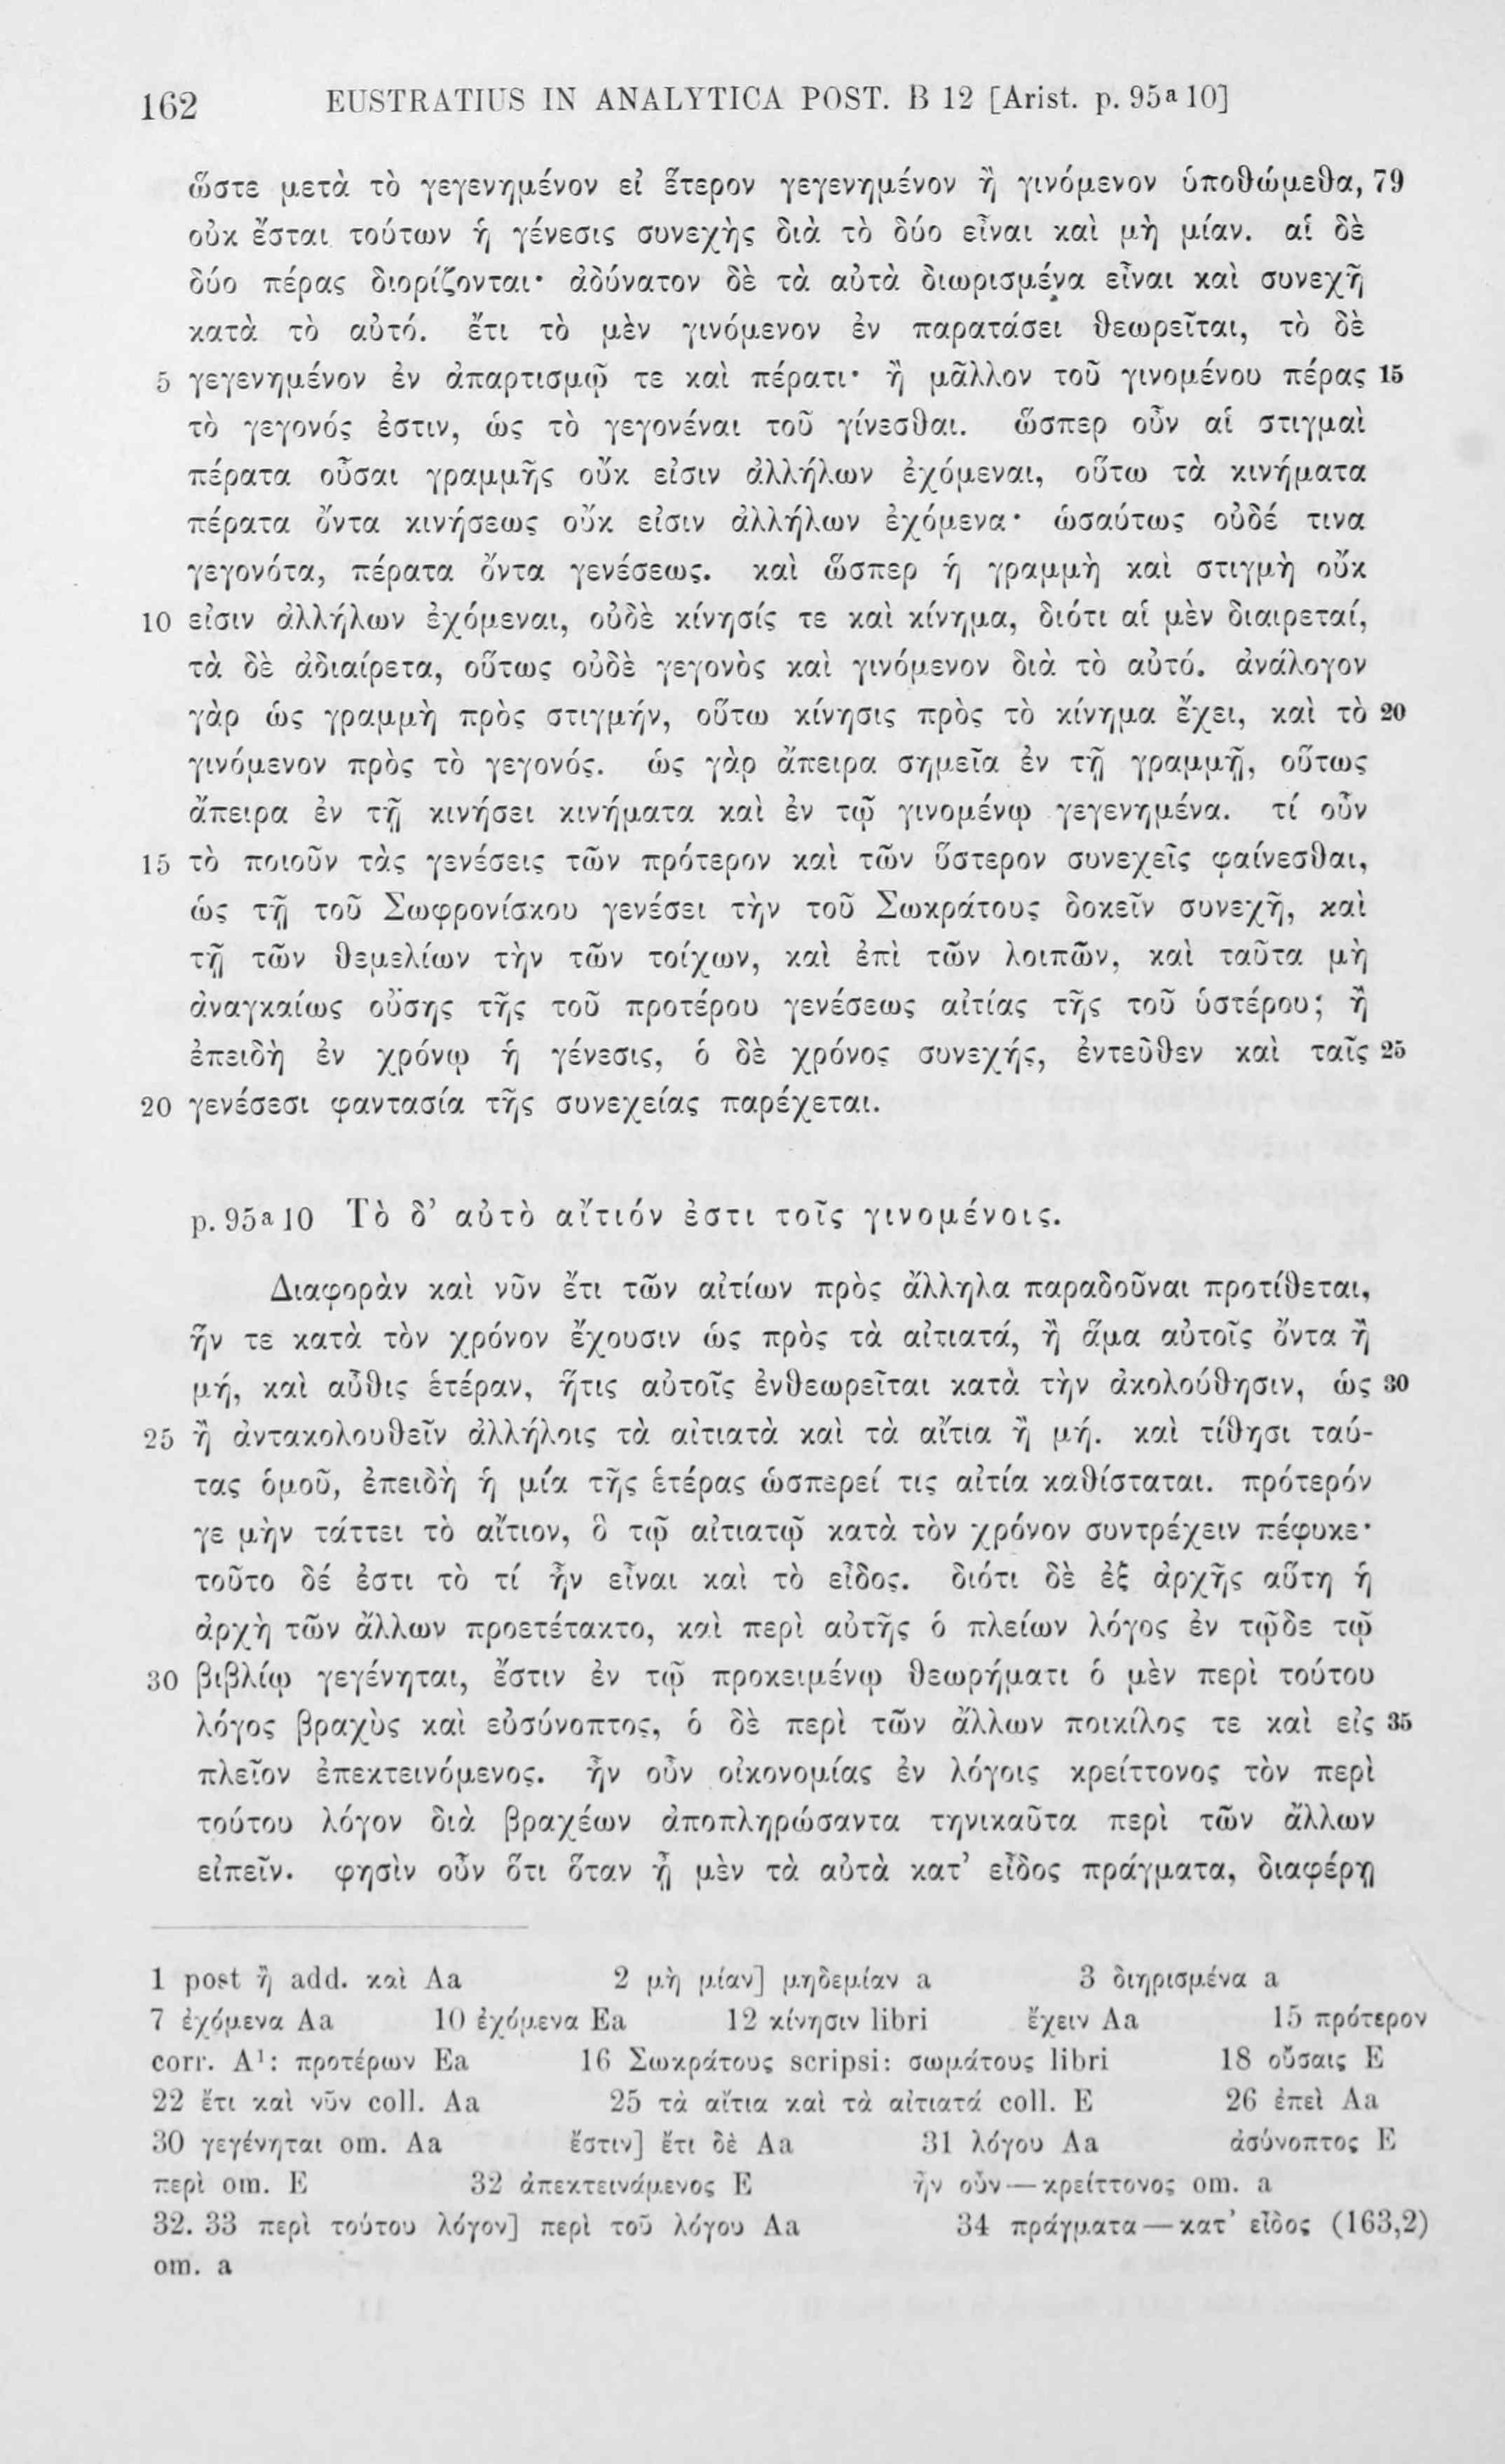 162 EUSTRATIUS IN ANALYTICA POST. B 12 [Arist. p. 95a 10]
ὥστε μετὰ τὸ γεγενημένον εἰ ἕτερον γεγενημένον ἢ γινόμενον ὑποθώμεθα, 79
οὐκ ἔσται τούτων ἡ γένεσις συνεχὴς διὰ τὸ δύο εἶναι καὶ μὴ μίαν. αἱ δὲ
δύο πέρας διορίζονται· ἀδύνατον δὲ τὰ αὐτὰ διωρισμένα εἶναι καὶ συνεχῆ
κατὰ τὸ αὐτό. ἔτι τὸ μὲν γινόμενον ἐν παρατάσει θεωρεῖται, τὸ δὲ
5 γεγενημένον ἐν ἀπαρτισμῷ τε καὶ πέρατι· ἢ μᾶλλον τοῦ γινομένου πέρας 15
τὸ γεγονός ἐστιν, ὡς τὸ γεγονέναι τοῦ γίνεσθαι. ὥσπερ οὖν αἱ στιγμαὶ
πέρατα οὖσαι γραμμῆς οὔκ εἰσιν ἀλλήλων ἐχόμεναι, οὕτω τὰ κινήματα
πέρατα ὄντα κινήσεως οὔκ εἰσιν ἀλλήλων ἐχόμενα· ὡσαύτως οὐδέ τινα
γεγονότα, πέρατα ὄντα γενέσεως. καὶ ὥσπερ ἡ γραμμὴ καὶ στιγμὴ οὔκ
10 εἰσιν ἀλλήλων ἐχόμεναι, οὐδὲ κίνησίς τε καὶ κίνημα, διότι αἱ μὲν διαιρεταί,
τὰ δὲ ἀδιαίρετα, οὕτως οὐδὲ γεγονὸς καὶ γινόμενον διὰ τὸ αὐτό. ἀνάλογον
γὰρ ὡς γραμμὴ πρὸς στιγμήν, οὕτω κίνησις πρὸς τὸ κίνημα ἔχει, καὶ τὸ 20
γινόμενον πρὸς τὸ γεγονός. ὡς γὰρ ἄπειρα σημεῖα ἐν τῇ γραμμῇ, οὕτως
ἄπειρα ἐν τῇ κινήσει κινήματα καὶ ἐν τῷ γινομένῳ γεγενημένα. τί οὖν
15 τὸ ποιοῦν τὰς γενέσεις τῶν πρότερον καὶ τῶν ὕστερον συνεχεῖς φαίνεσθαι,
ὡς τῇ τοῦ Σωφρονίσκου γενέσει τὴν τοῦ Σωκράτους δοκεῖν συνεχῆ, καὶ
τῇ τῶν θεμελίων τὴν τῶν τοίχων, καὶ ἐπὶ τῶν λοιπῶν, καὶ ταῦτα μὴ
ἀναγκαίως οὔσης τῆς τοῦ προτέρου γενέσεως αἰτίας τῆς τοῦ ὑστέρου; ἢ
ἐπειδὴ ἐν χρόνῳ ἡ γένεσις, ὁ δὲ χρόνος συνεχής, ἐντεῦθεν καὶ ταῖς 25
20 γενέσεσι φαντασία τῆς συνεχείας παρέχεται.
p. 95a 10 Τὸ δ’ αὐτὸ αἴτιόν ἐστι τοῖς γινομένοις.
Διαφορὰν καὶ νῦν ἔτι τῶν αἰτίων πρὸς ἄλληλα παραδοῦναι προτίθεται,
ἥν τε κατὰ τὸν χρόνον ἔχουσιν ὡς πρὸς τὰ αἰτιατά, ἢ ἅμα αὐτοῖς ὄντα ἢ
μή, καὶ αὖθις ἑτέραν, ἥτις αὐτοῖς ἐνθεωρεῖται κατὰ τὴν ἀκολούθησιν, ὡς 30
25 ἢ ἀντακολουθεῖν ἀλλήλοις τὰ αἰτιατὰ καὶ τὰ αἴτια ἢ μή. καὶ τίθησι ταύ-
τας ὁμοῦ, ἐπειδὴ ἡ μία τῆς ἑτέρας ὡσπερεί τις αἰτία καθίσταται. πρότερόν
γε μὴν τάττει τὸ αἴτιον, ὃ τῷ αἰτιατῷ κατὰ τὸν χρόνον συντρέχειν πέφυκε·
τοῦτο δέ ἐστι τὸ τί ἦν εἶναι καὶ τὸ εἶδος. διότι δὲ ἐξ ἀρχῆς αὕτη ἡ
ἀρχὴ τῶν ἄλλων προετέτακτο, καὶ περὶ αὐτῆς ὁ πλείων λόγος ἐν τῷδε τῷ
30 βιβλίῳ γεγένηται, ἔστιν ἐν τῷ προκειμένῳ θεωρήματι ὁ μὲν περὶ τούτου
λόγος βραχὺς καὶ εὐσύνοπτος, ὁ δὲ περὶ τῶν ἄλλων ποικίλος τε καὶ εἰς 35
πλεῖον ἐπεκτεινόμενος. ἦν οὖν οἰκονομίας ἐν λόγοις κρείττονος τὸν περὶ
τούτου λόγον διὰ βραχέων ἀποπληρώσαντα τηνικαῦτα περὶ τῶν ἄλλων
εἰπεῖν. φησὶν οὖν ὅτι ὅταν ᾖ μὲν τὰ αὐτὰ κατ’ εἶδος πράγματα, διαφέρῃ
1 post ἢ add. καὶ Aa 2 μὴ μίαν] μηδεμίαν a 3 διηρισμένα a
7 ἐχόμενα Aa 10 ἐχόμενα Ea 12 κίνησιν libri ἔχειν Aa 15 πρότερον
corr. A¹: προτέρων Ea 16 Σωκράτους scripsi: σωμάτους libri 18 οὔσαις E
22 ἔτι καὶ νῦν coll. Aa 25 τὰ αἴτια καὶ τὰ αἰτιατά coll. E 26 ἐπεὶ Aa
30 γεγένηται om. Aa ἔστιν] ἔτι δὲ Aa 31 λόγου Aa ἀσύνοπτος E
περὶ om. E 32 ἀπεκτεινάμενος E ἦν οὖν — κρείττονος om. a
32. 33 περὶ τούτου λόγον] περὶ τοῦ λόγου Aa 34 πράγματα — κατ’ εἶδος (163,2)
om. a